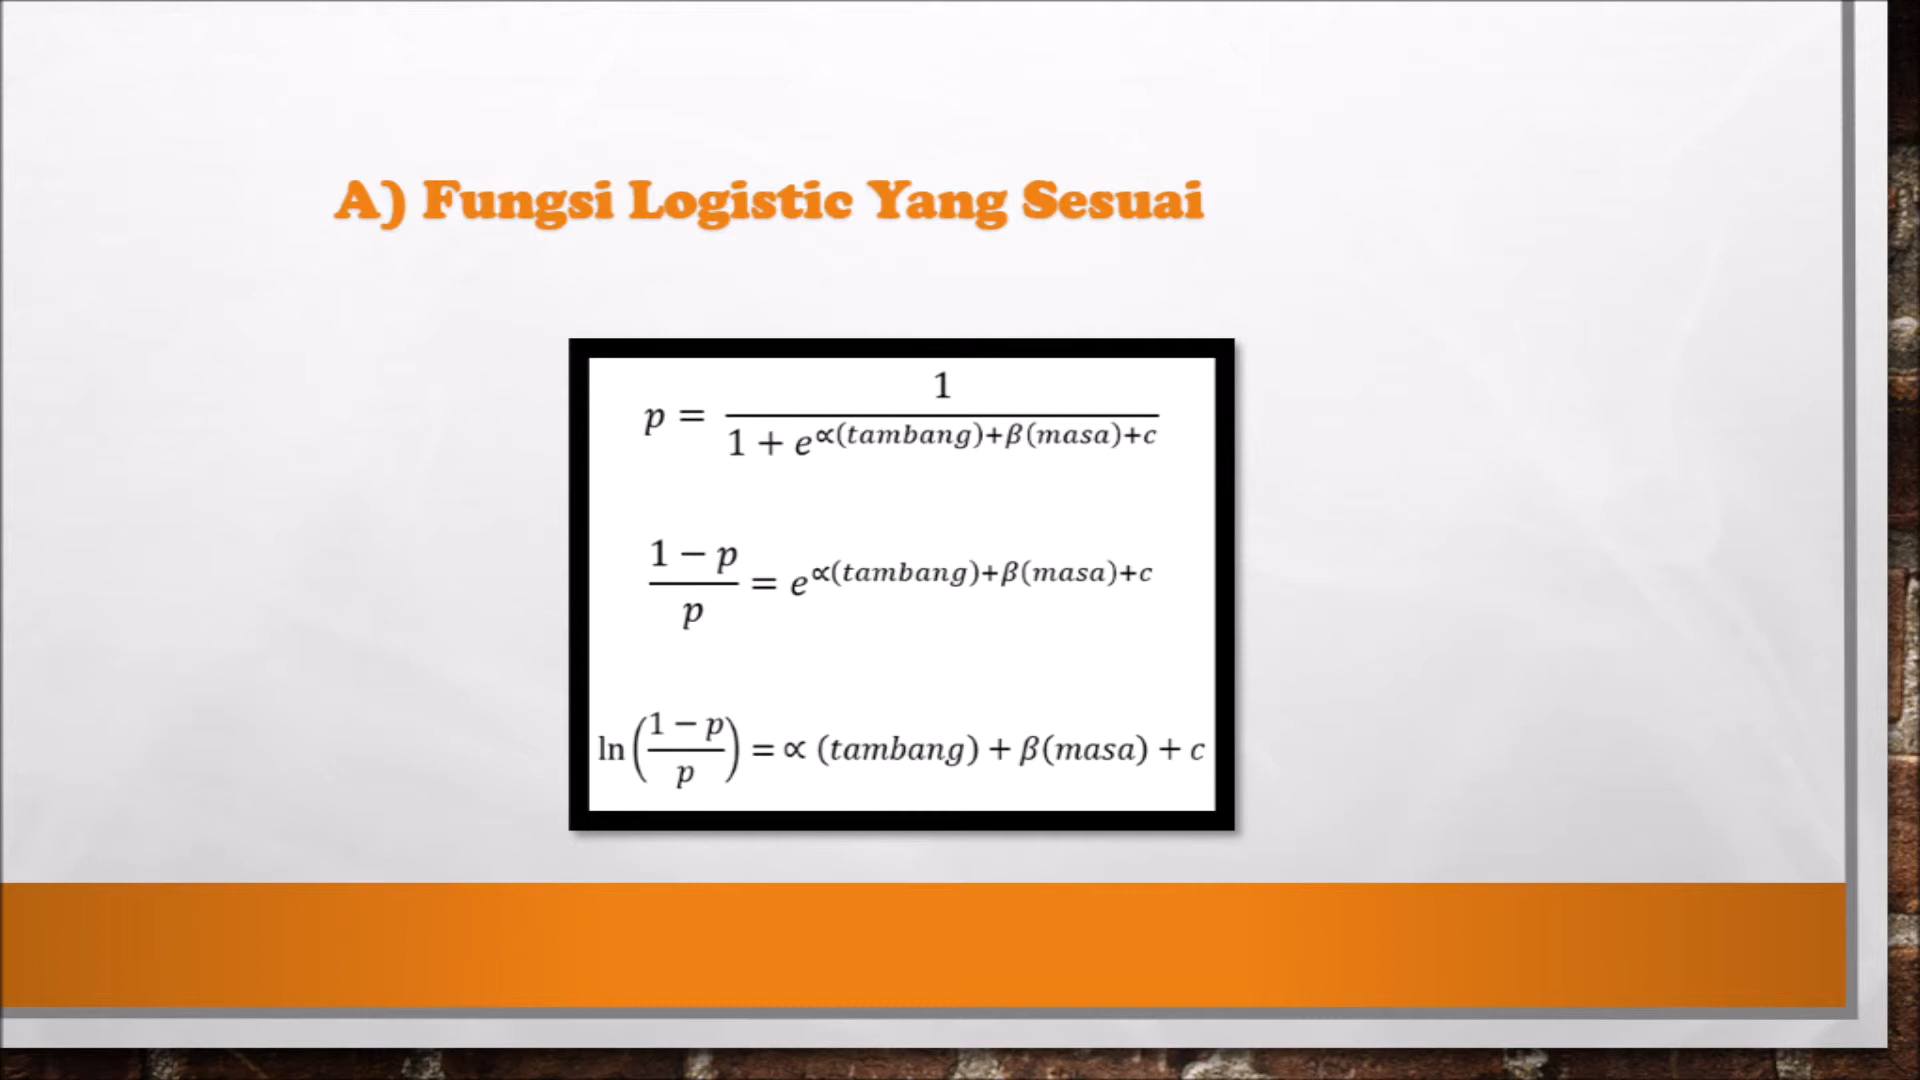 A) Fungsi Logistic Yang Sesuai
p = 1 / (1 + e^{∝(tambang)+β(masa)+c})
(1 − p) / p = e^{∝(tambang)+β(masa)+c}
ln((1 − p) / p) = ∝ (tambang) + β(masa) + c